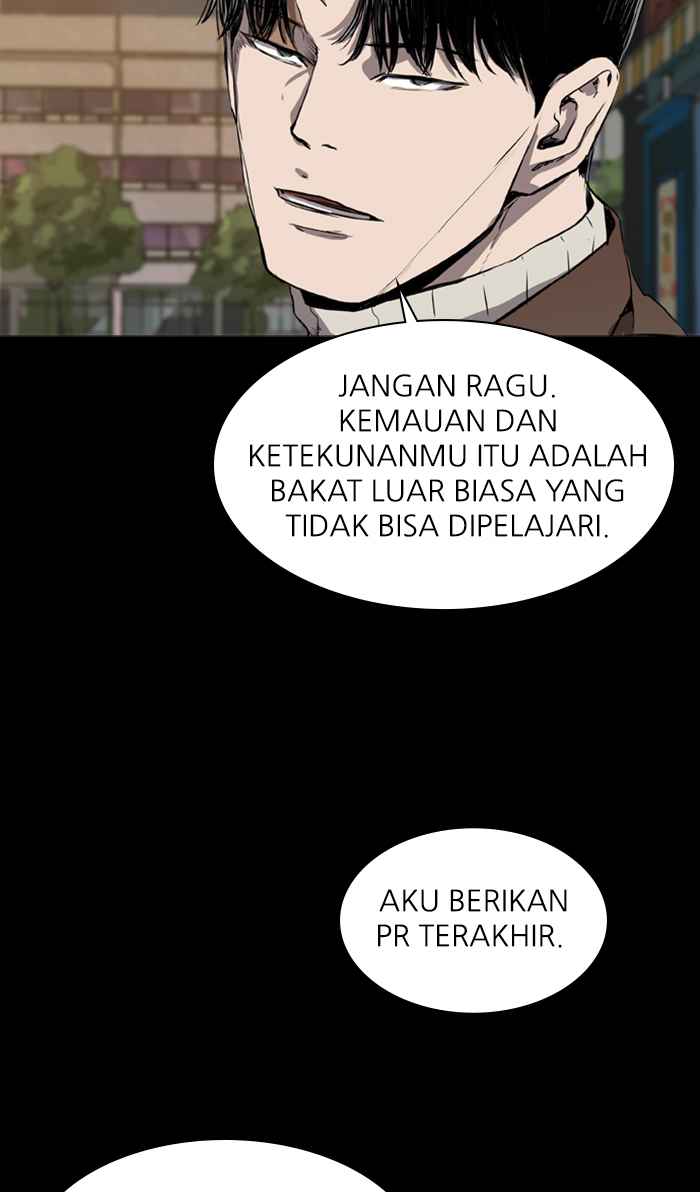 JANGAN RAGU.
KEMAUAN DAN
KETEKUNANMU ITU ADALAH
BAKAT LUAR BIASA YANG
TIDAK BISA DIPELAJARI.
AKU BERIKAN
PR TERAKHIR.